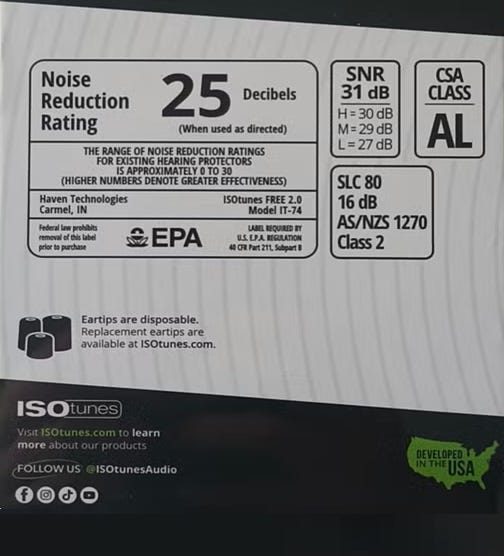 Noise
Reduction
Rating
25 Decibels
(When used as directed)
THE RANGE OF NOISE REDUCTION RATINGS
FOR EXISTING HEARING PROTECTORS
IS APPROXIMATELY 0 TO 30
(HIGHER NUMBERS DENOTE GREATER EFFECTIVENESS)
Haven Technologies
Carmel, IN
ISOtunes FREE 2.0
Model IT-74
Federal law prohibits
removal of this label
prior to purchase
EPA
LABEL REQUIRED BY
U.S. E.P.A. REGULATION
40 CFR Part 211, Subpart B
SNR
31 dB
H=30 dB
M=29 dB
L=27 dB
CSA
CLASS
AL
SLC 80
16 dB
AS/NZS 1270
Class 2
Eartips are disposable.
Replacement eartips are
available at ISOtunes.com.
ISOtunes
Visit ISOtunes.com to learn
more about our products
FOLLOW US @ISOtunesAudio
DEVELOPED
IN THE USA